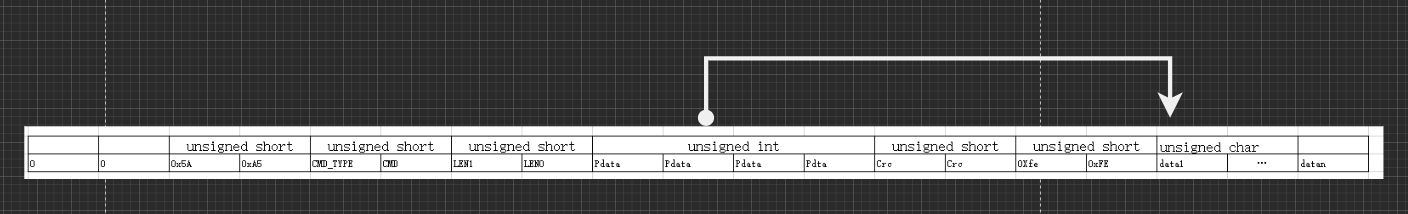 unsigned short unsigned short unsigned short unsigned int unsigned short unsigned short unsigned char
0 0 0x5A 0xA5 CMD_TYPE CMD LEN1 LEN0 Pdata Pdata Pdata Pdta Crc Crc 0Xfe 0xFE data1 … datan